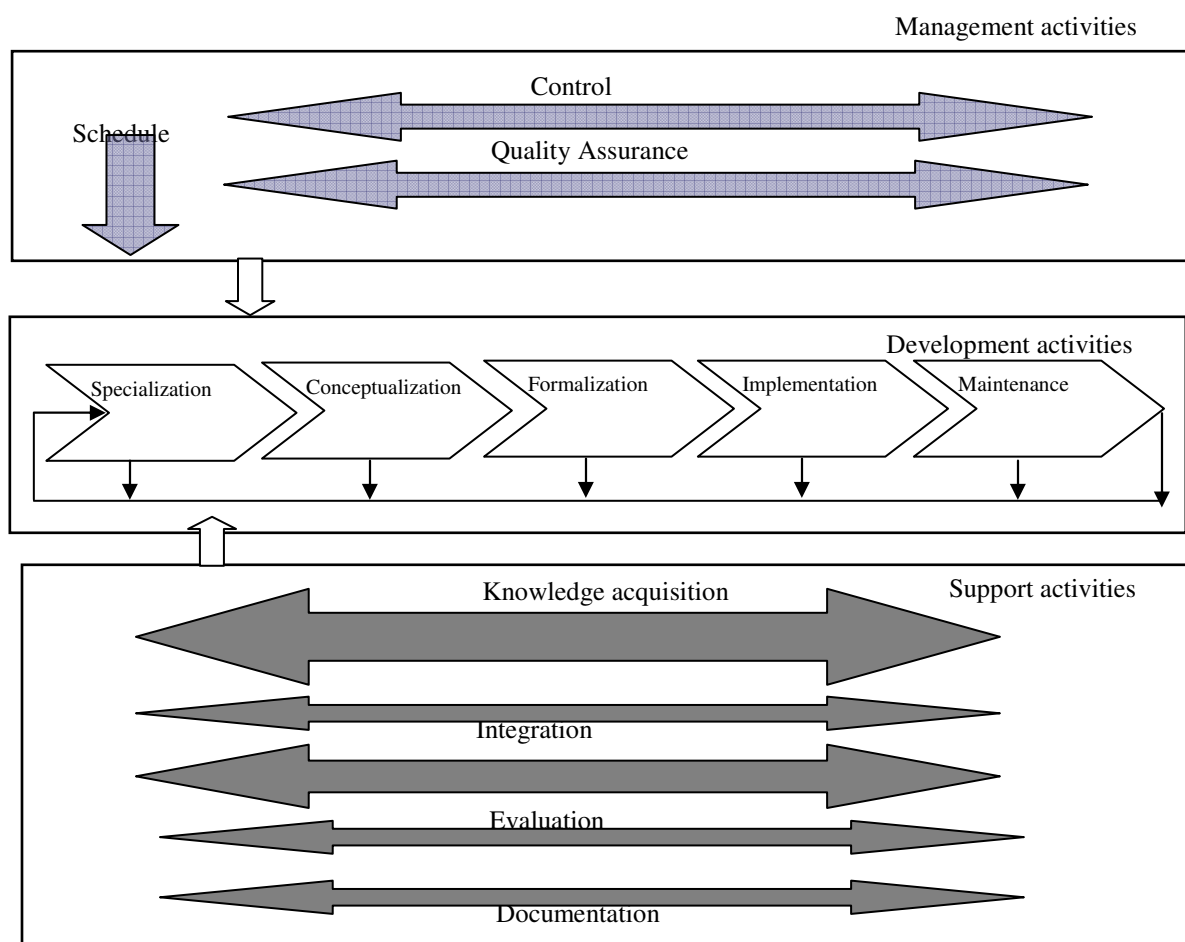 Management activities
Control
Schedule
Quality Assurance
Development activities
Specialization
Conceptualization
Formalization
Implementation
Maintenance
Knowledge acquisition
Support activities
Integration
Evaluation
Documentation